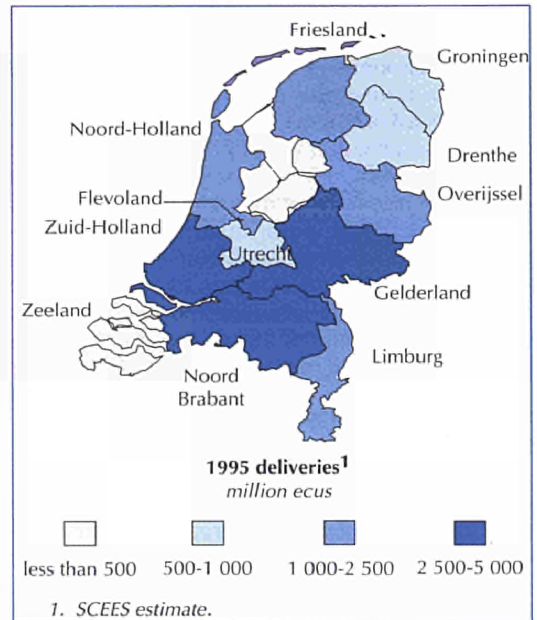 Friesland
Groningen
Noord-Holland
Drenthe
Flevoland
Overijssel
Zuid-Holland
Utrecht
Zeeland
Gelderland
Limburg
Noord
Brabant
1995 deliveries¹
million ecus
less than 500 500-1 000 1 000-2 500 2 500-5 000
1. SCEES estimate.